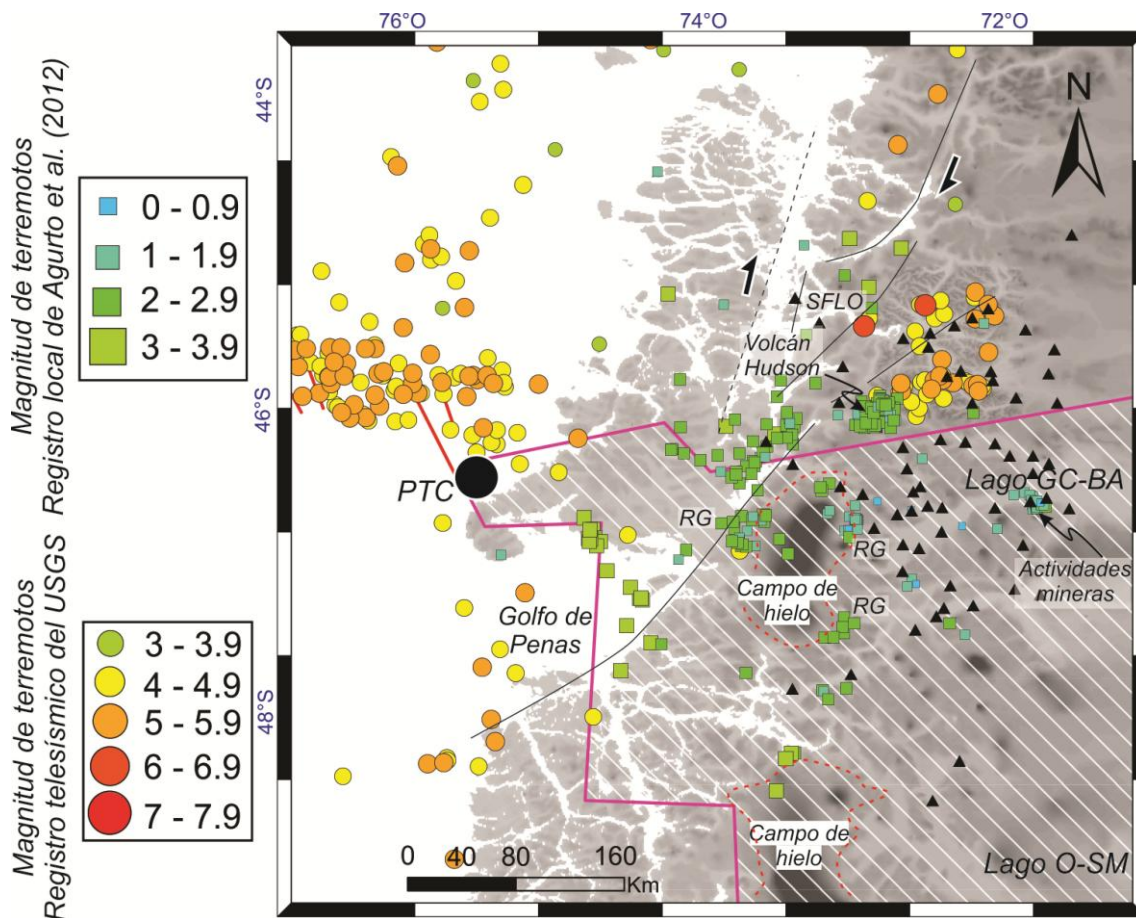 76°O
74°O
72°O
44°S
46°S
48°S
Magnitud de terremotos
Registro local de Agurto et al. (2012)
0 - 0.9
1 - 1.9
2 - 2.9
3 - 3.9
Magnitud de terremotos
Registro telesísmico del USGS
3 - 3.9
4 - 4.9
5 - 5.9
6 - 6.9
7 - 7.9
N
SFLO
Volcán
Hudson
PTC
Lago GC-BA
RG
RG
Actividades
mineras
Campo de
hielo
RG
Golfo de
Penas
Campo de
hielo
Lago O-SM
0
40
80
160
Km